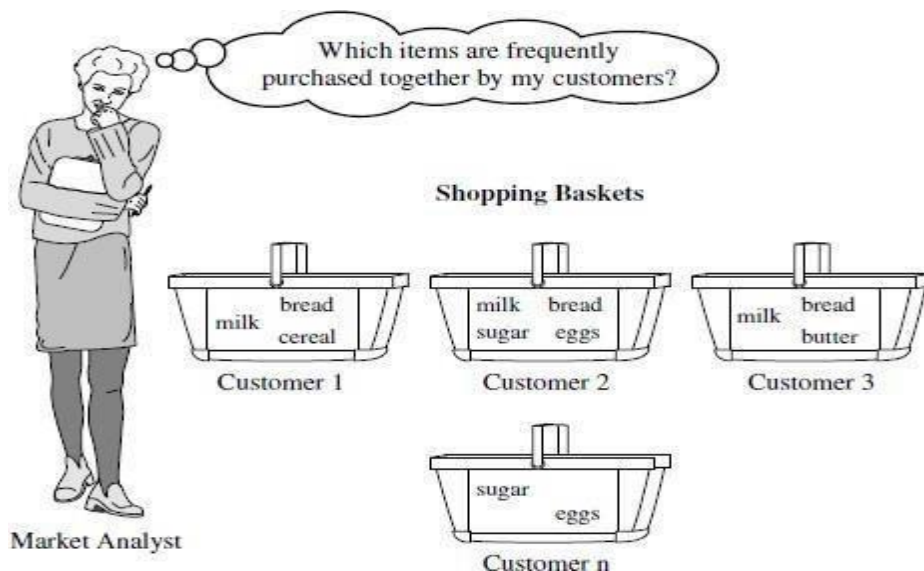 Which items are frequently
purchased together by my customers?
Shopping Baskets
milk bread
cereal
Customer 1
milk bread
sugar eggs
Customer 2
milk bread
butter
Customer 3
sugar
eggs
Customer n
Market Analyst